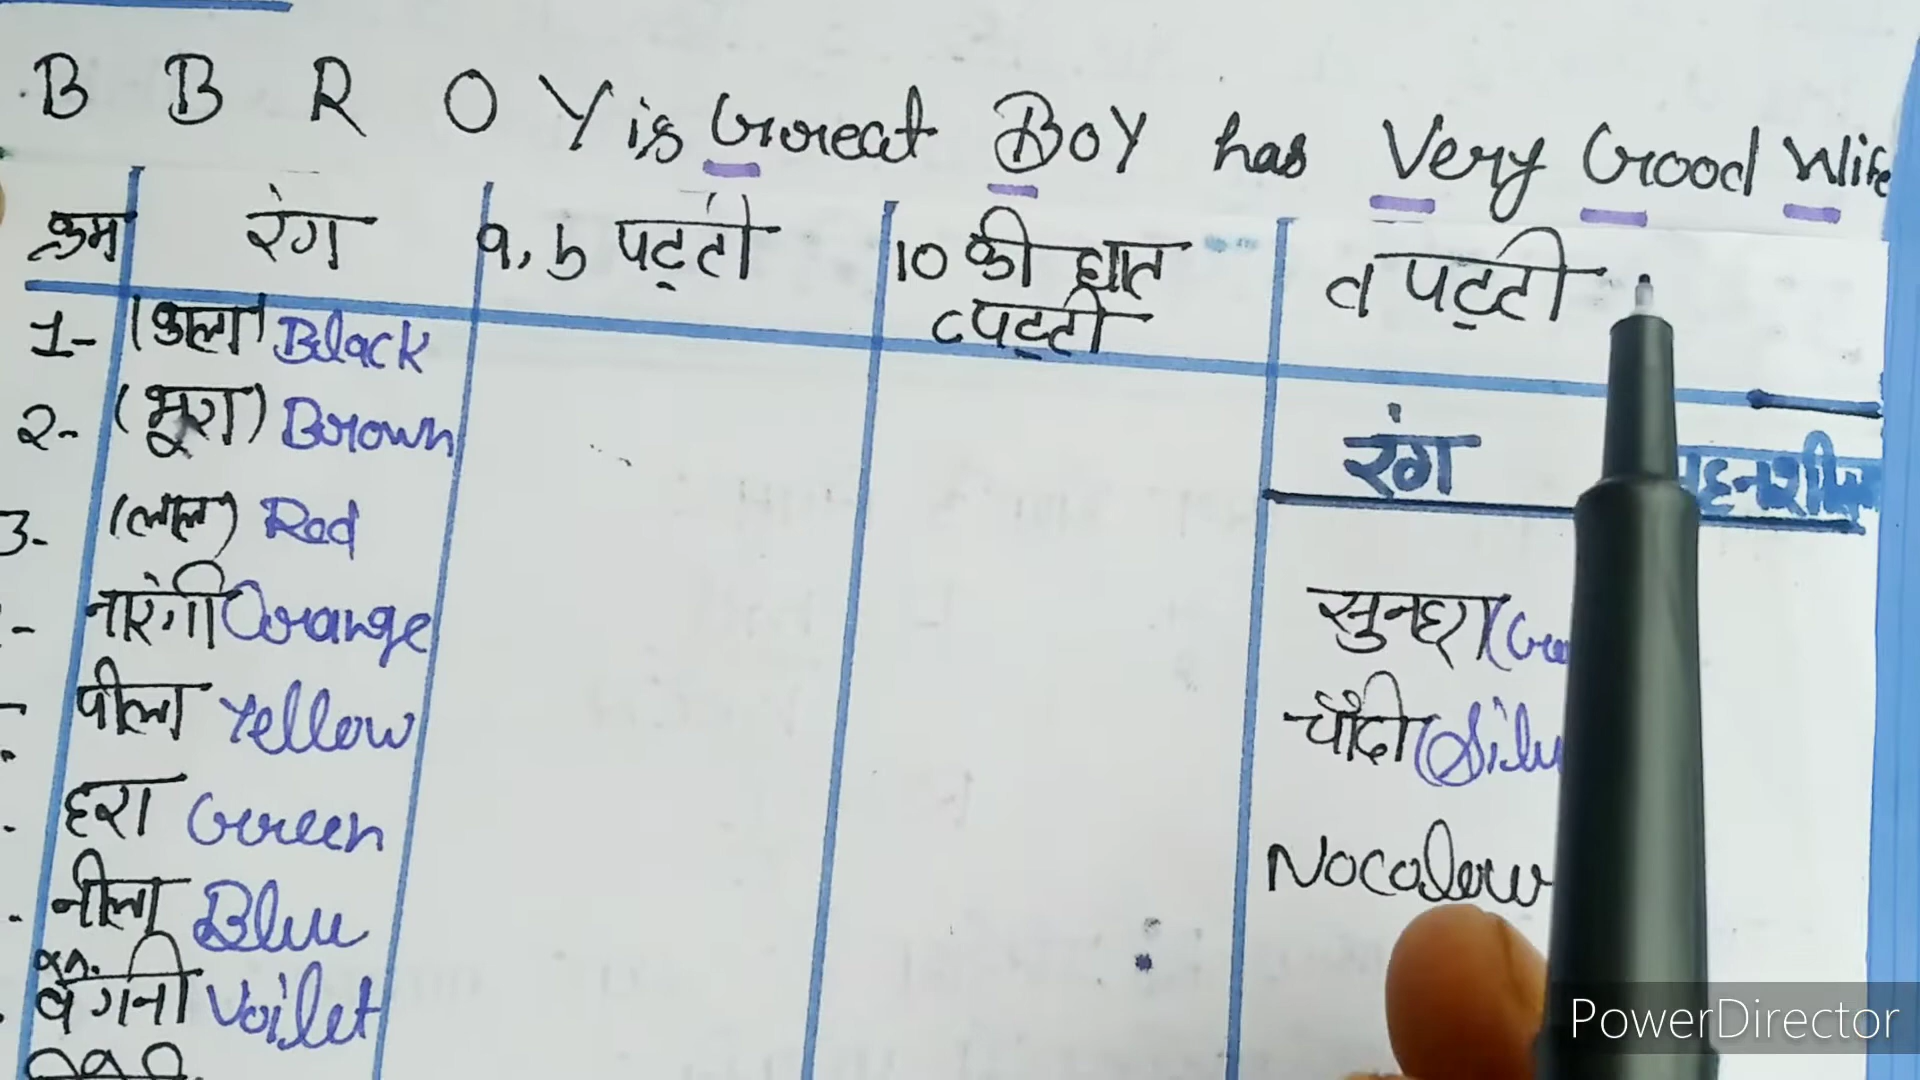 B B R O Y is Great Boy has Very Good Wife
क्रम रंग a, b पट्टी 10 की घात d पट्टी
c पट्टी
1- (काला) Black
2- (भूरा) Brown रंग
3- (लाल) Red
नारंगी Orange सुनहरा (
पीला Yellow चाँदी (Silv
हरा Green
नीला Blue Nocolour
बैंगनी Voilet
PowerDirector